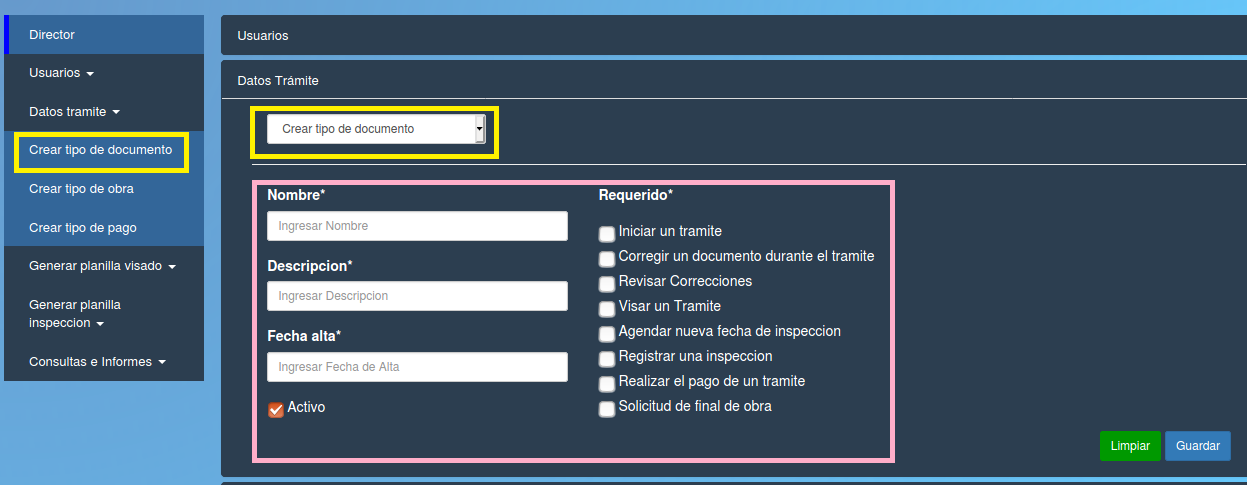 Director
Usuarios
Datos tramite
Crear tipo de documento
Crear tipo de obra
Crear tipo de pago
Generar planilla visado
Generar planilla
inspeccion
Consultas e Informes
Usuarios
Datos Trámite
Crear tipo de documento
Nombre*
Ingresar Nombre
Descripcion*
Ingresar Descripcion
Fecha alta*
Ingresar Fecha de Alta
Activo
Requerido*
Iniciar un tramite
Corregir un documento durante el tramite
Revisar Correcciones
Visar un Tramite
Agendar nueva fecha de inspeccion
Registrar una inspeccion
Realizar el pago de un tramite
Solicitud de final de obra
Limpiar
Guardar